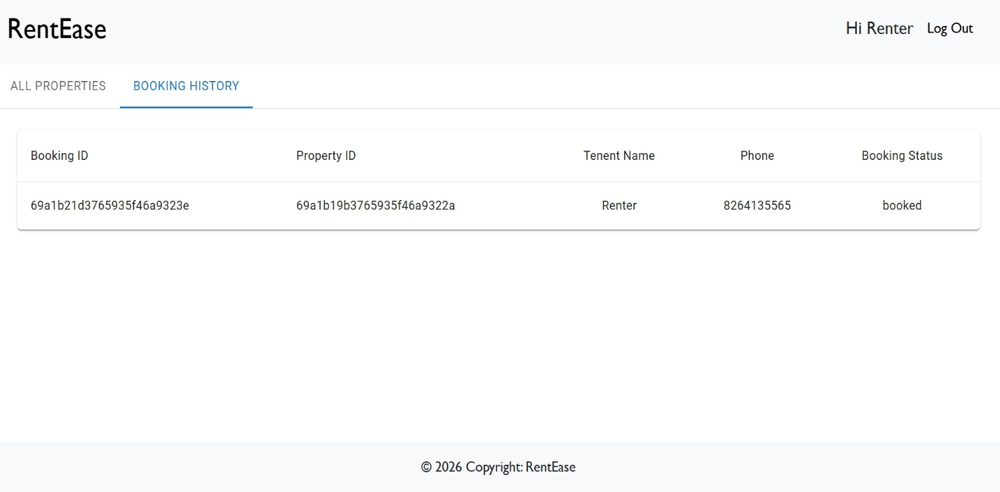 RentEase
Hi Renter Log Out
ALL PROPERTIES BOOKING HISTORY
Booking ID Property ID Tenent Name Phone Booking Status
69a1b21d3765935f46a9323e 69a1b19b3765935f46a9322a Renter 8264135565 booked
© 2026 Copyright: RentEase